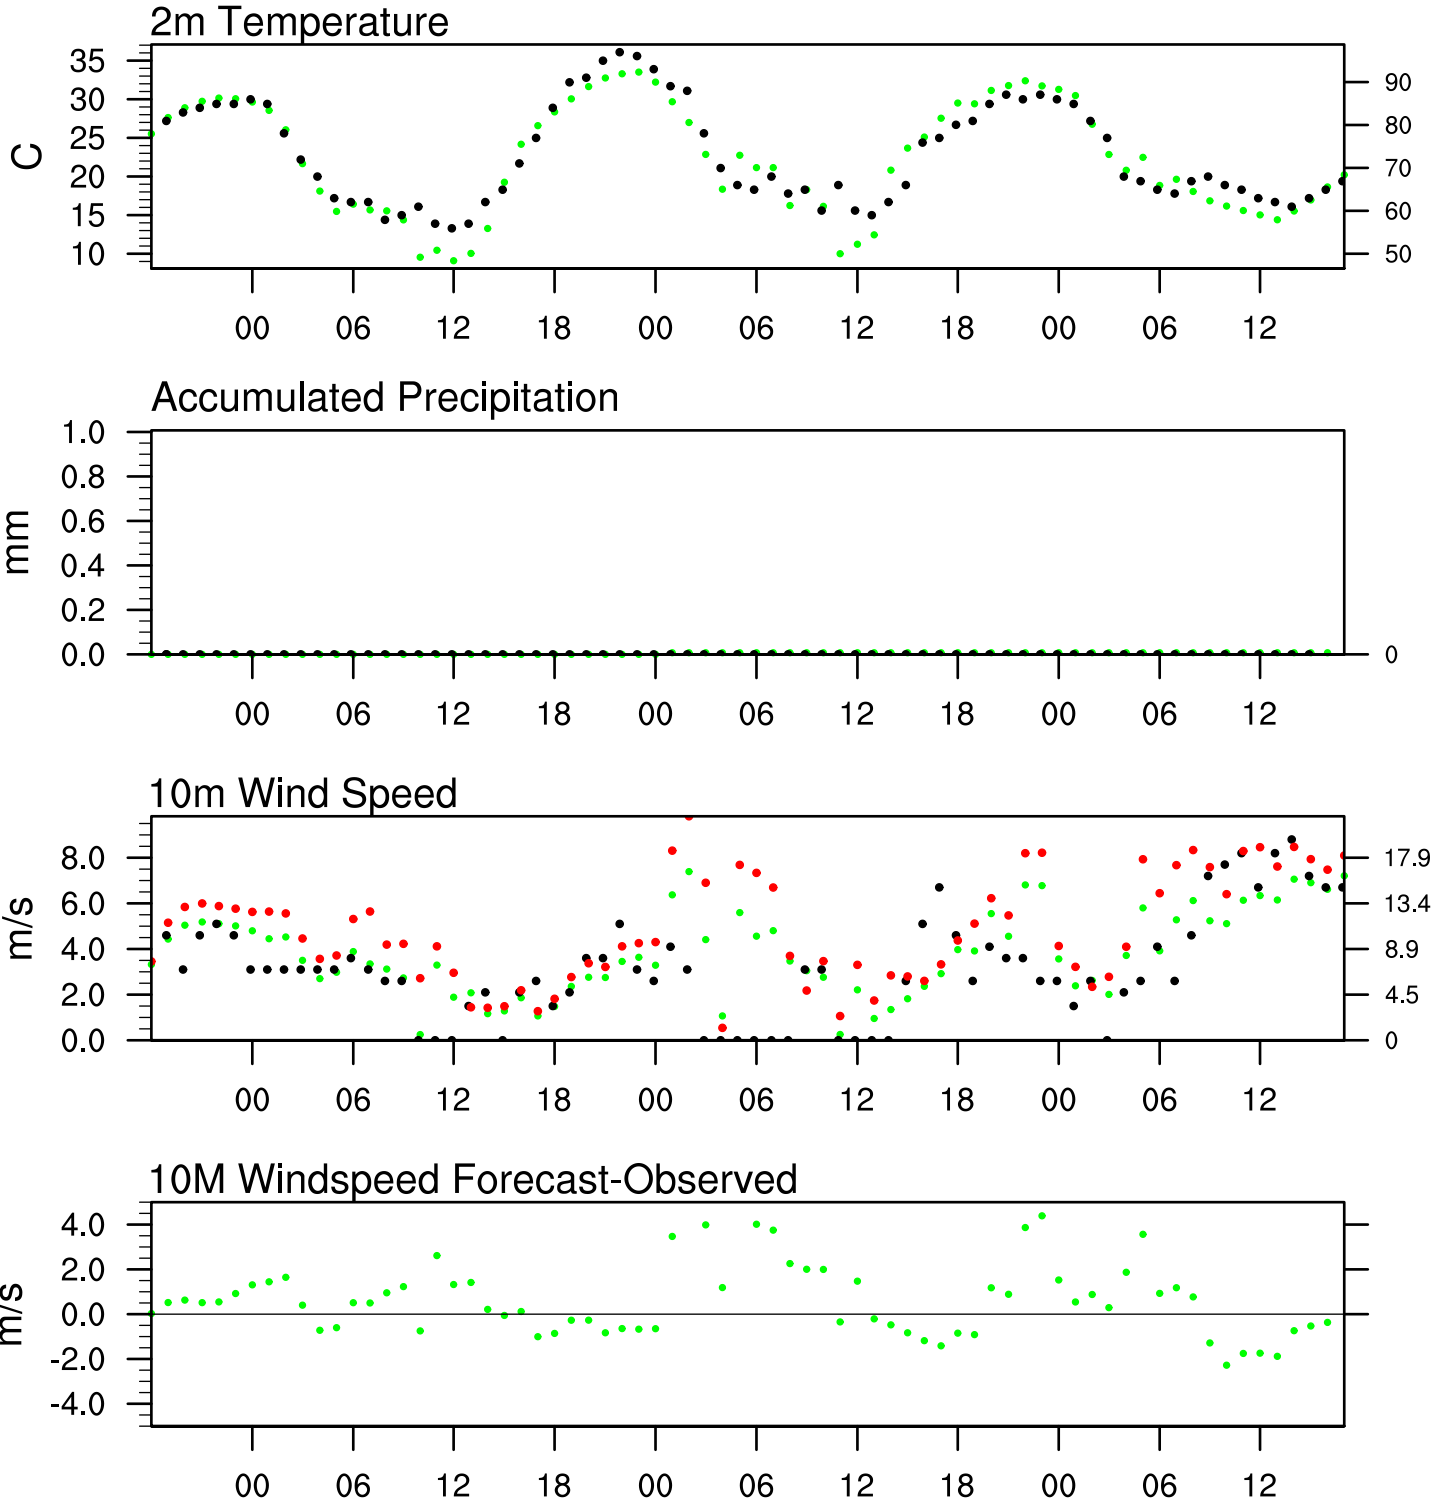 2m Temperature
35
30
25
20
15
10
C
90
80
70
60
50
00 06 12 18 00 06 12 18 00 06 12
Accumulated Precipitation
1.0
0.8
0.6
0.4
0.2
0.0
mm
0
00 06 12 18 00 06 12 18 00 06 12
10m Wind Speed
8.0
6.0
4.0
2.0
0.0
m/s
17.9
13.4
8.9
4.5
0
00 06 12 18 00 06 12 18 00 06 12
10M Windspeed Forecast-Observed
4.0
2.0
0.0
-2.0
-4.0
m/s
00 06 12 18 00 06 12 18 00 06 12